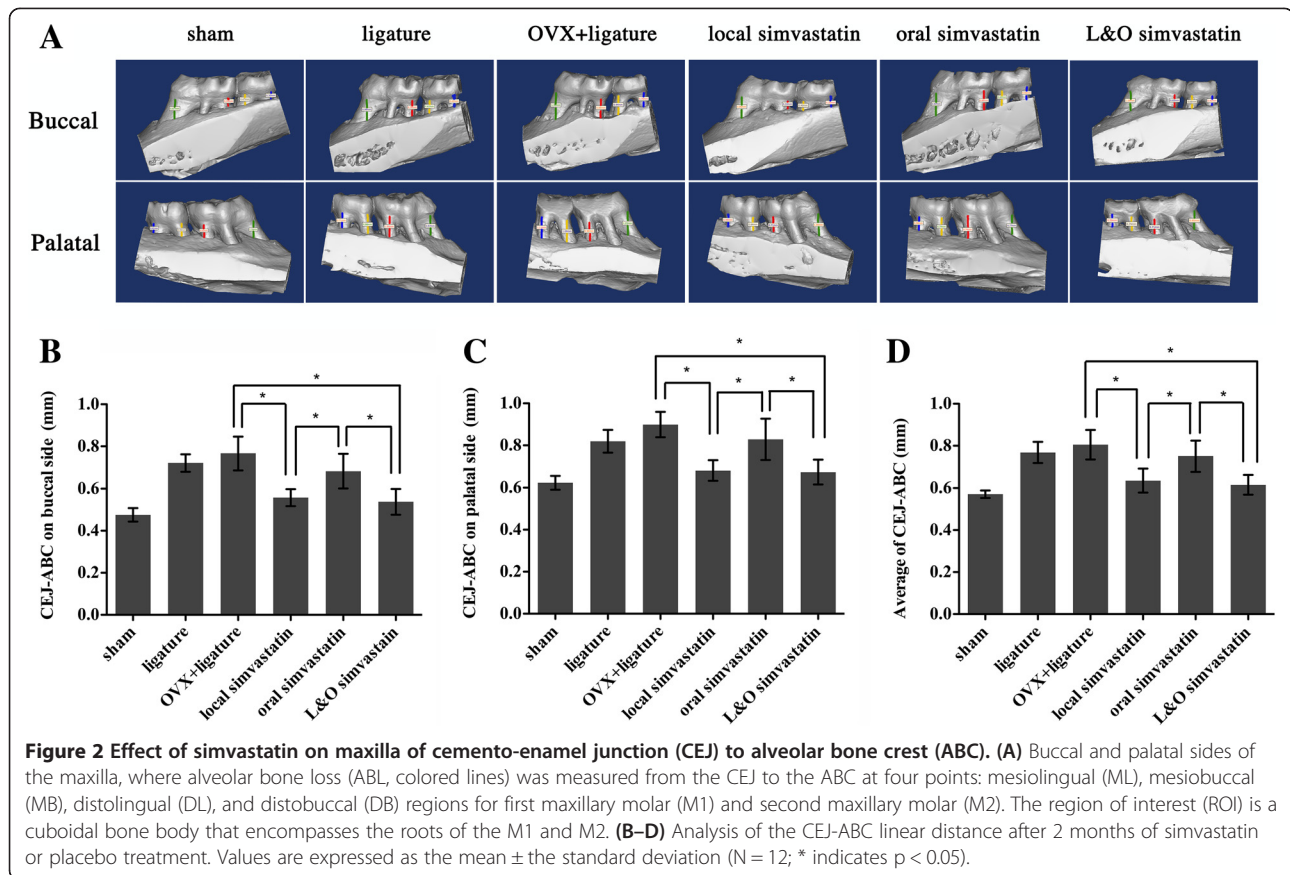 A
sham ligature OVX+ligature local simvastatin oral simvastatin L&O simvastatin
Buccal
Palatal
B
CEJ-ABC on buccal side (mm)
1.0
0.8
0.6
0.4
0.2
0.0
*
*
*
*
sham
ligature
OVX+ligature
local simvastatin
oral simvastatin
L&O simvastatin
C
CEJ-ABC on palatal side (mm)
1.0
0.8
0.6
0.4
0.2
0.0
*
*
*
*
sham
ligature
OVX+ligature
local simvastatin
oral simvastatin
L&O simvastatin
D
Average of CEJ-ABC (mm)
1.0
0.8
0.6
0.4
0.2
0.0
*
*
*
*
sham
ligature
OVX+ligature
local simvastatin
oral simvastatin
L&O simvastatin
Figure 2 Effect of simvastatin on maxilla of cemento-enamel junction (CEJ) to alveolar bone crest (ABC). (A) Buccal and palatal sides of
the maxilla, where alveolar bone loss (ABL, colored lines) was measured from the CEJ to the ABC at four points: mesiolingual (ML), mesiobuccal
(MB), distolingual (DL), and distobuccal (DB) regions for first maxillary molar (M1) and second maxillary molar (M2). The region of interest (ROI) is a
cuboidal bone body that encompasses the roots of the M1 and M2. (B–D) Analysis of the CEJ-ABC linear distance after 2 months of simvastatin
or placebo treatment. Values are expressed as the mean ± the standard deviation (N = 12; * indicates p < 0.05).